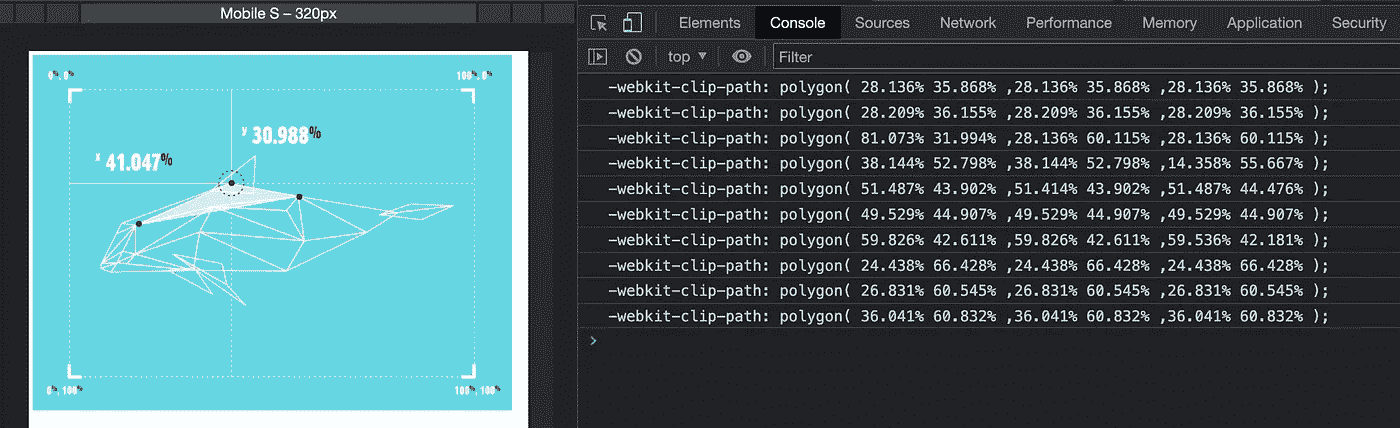 Mobile S – 320px
0%, 0%
100%, 0%
y 30.988%
x 41.047%
0%, 100%
100%, 100%
Elements Console Sources Network Performance Memory Application Security
top ▼ Filter
-webkit-clip-path: polygon( 28.136% 35.868% ,28.136% 35.868% ,28.136% 35.868% );
-webkit-clip-path: polygon( 28.209% 36.155% ,28.209% 36.155% ,28.209% 36.155% );
-webkit-clip-path: polygon( 81.073% 31.994% ,28.136% 60.115% ,28.136% 60.115% );
-webkit-clip-path: polygon( 38.144% 52.798% ,38.144% 52.798% ,14.358% 55.667% );
-webkit-clip-path: polygon( 51.487% 43.902% ,51.414% 43.902% ,51.487% 44.476% );
-webkit-clip-path: polygon( 49.529% 44.907% ,49.529% 44.907% ,49.529% 44.907% );
-webkit-clip-path: polygon( 59.826% 42.611% ,59.826% 42.611% ,59.536% 42.181% );
-webkit-clip-path: polygon( 24.438% 66.428% ,24.438% 66.428% ,24.438% 66.428% );
-webkit-clip-path: polygon( 26.831% 60.545% ,26.831% 60.545% ,26.831% 60.545% );
-webkit-clip-path: polygon( 36.041% 60.832% ,36.041% 60.832% ,36.041% 60.832% );